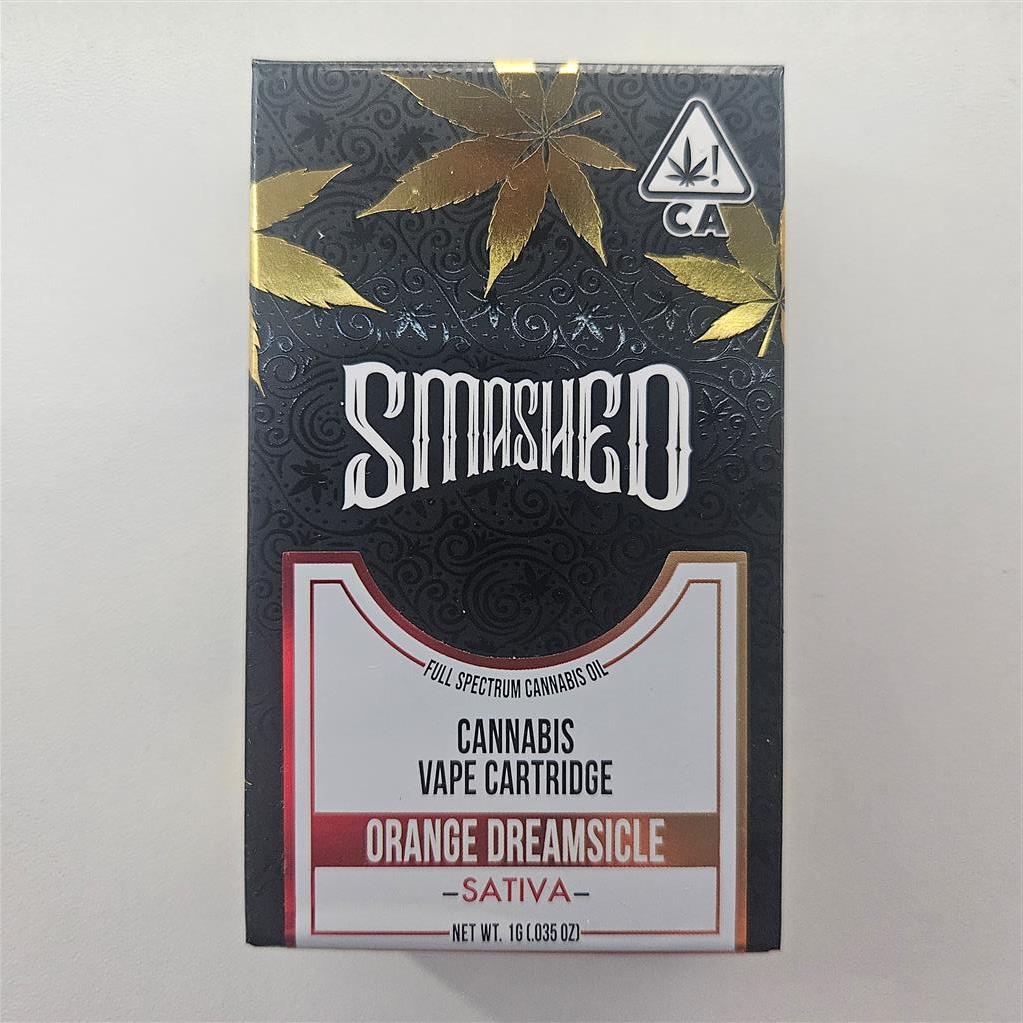 !
CA
SMASHED
FULL SPECTRUM CANNABIS OIL
CANNABIS
VAPE CARTRIDGE
ORANGE DREAMSICLE
-SATIVA-
NET WT. 1G (.035 OZ)